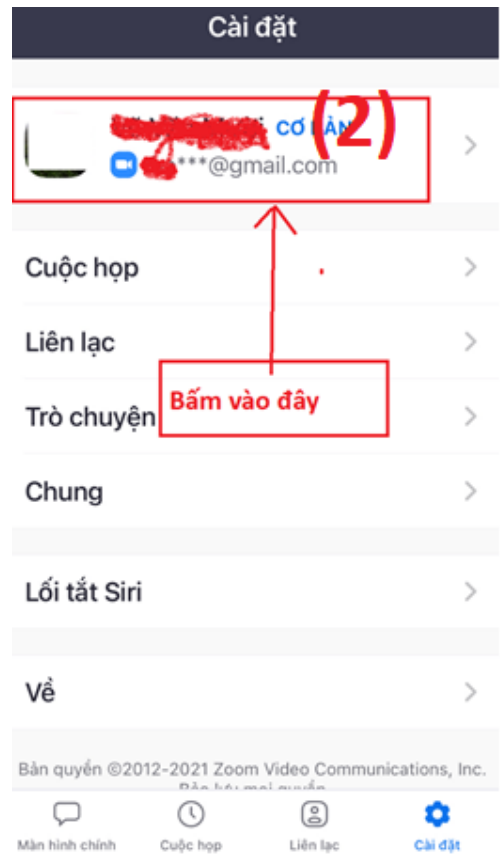 Cài đặt
(2)
CƠ BẢN
***@gmail.com
Cuộc họp
Liên lạc
Bấm vào đây
Trò chuyện
Chung
Lối tắt Siri
Về
Bản quyền ©2012-2021 Zoom Video Communications, Inc.
Màn hình chính
Cuộc họp
Liên lạc
Cài đặt